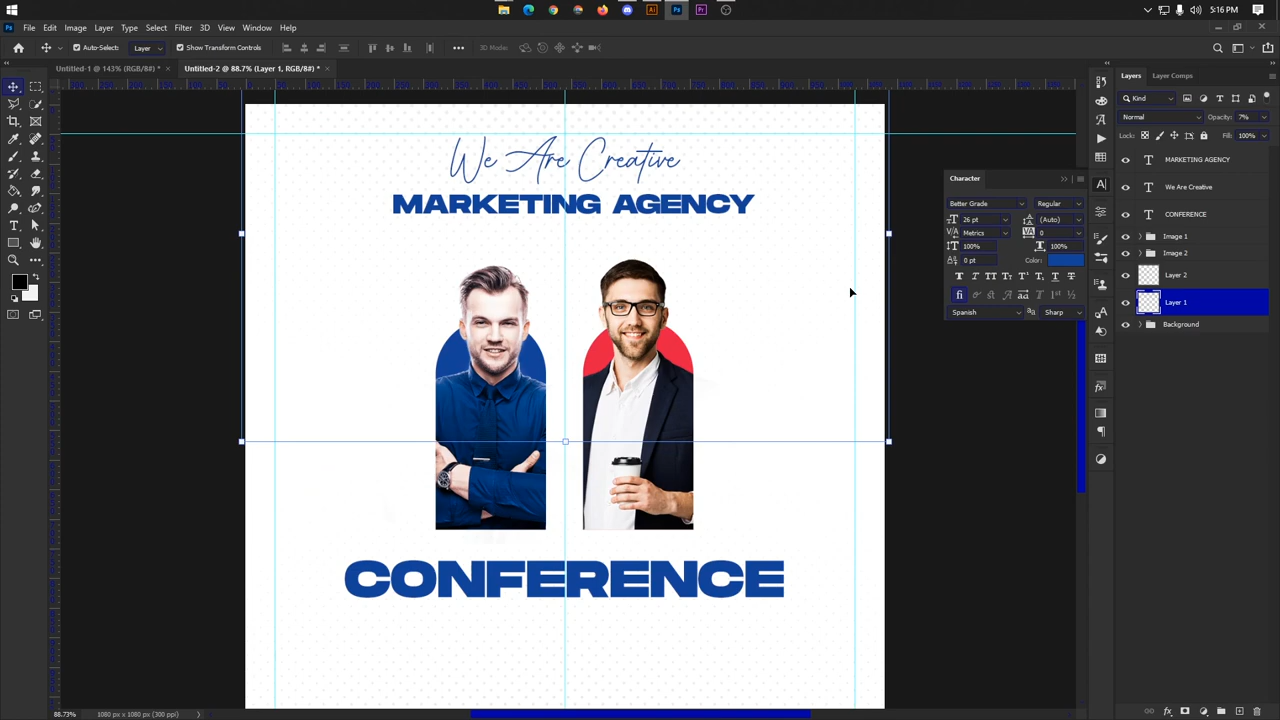 5:16 PM
Ps File Edit Image Layer Type Select Filter 3D View Window Help
Auto-Select: Layer Show Transform Controls 3D Mode:
Untitled-1 @ 143% (RGB/8#) * × Untitled-2 @ 88.7% (Layer 1, RGB/8#) * ×
Layers Layer Comps
Kind
Normal Opacity: 7%
Lock: Fill: 100%
MARKETING AGENCY
We Are Creative
CONFERENCE
Image 1
Image 2
Layer 2
Layer 1
Background
Character
Better Grade Regular
26 pt (Auto)
Metrics 0
100% 100%
0 pt Color:
Spanish Sharp
We Are Creative
MARKETING AGENCY
CONFERENCE
88.73% 1080 px x 1080 px (300 ppi)